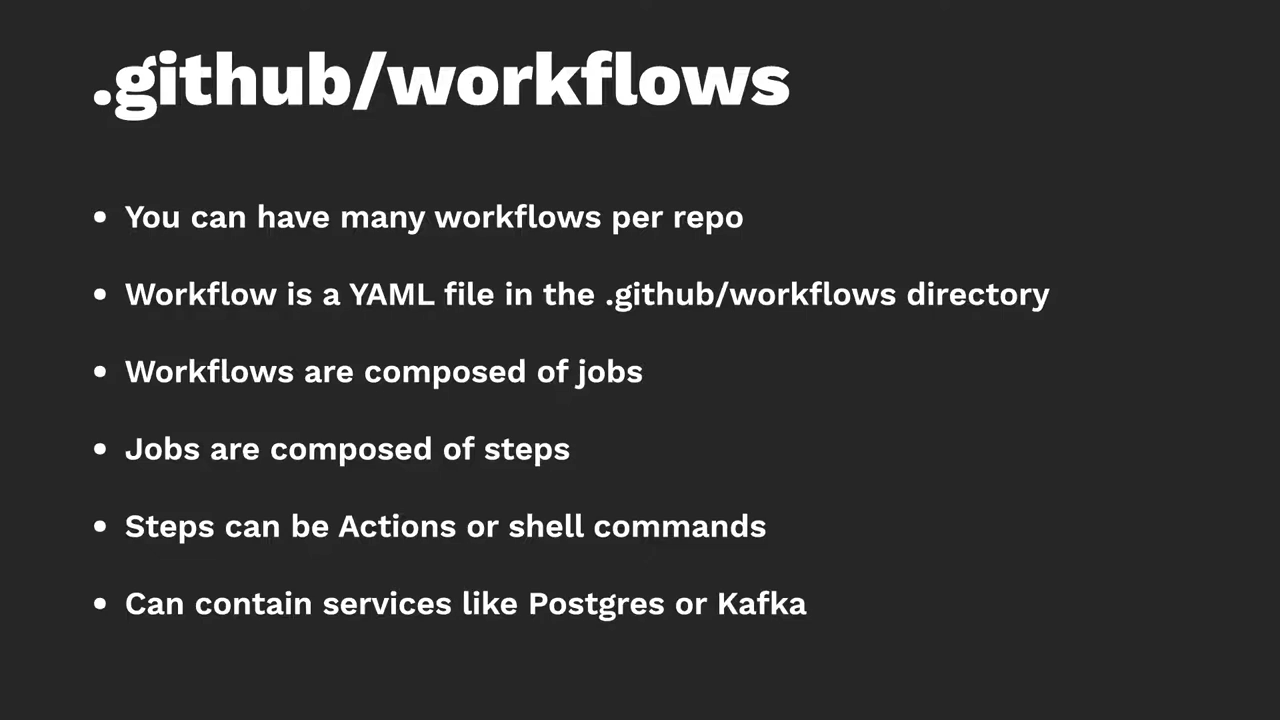 .github/workflows
• You can have many workflows per repo
• Workflow is a YAML file in the .github/workflows directory
• Workflows are composed of jobs
• Jobs are composed of steps
• Steps can be Actions or shell commands
• Can contain services like Postgres or Kafka